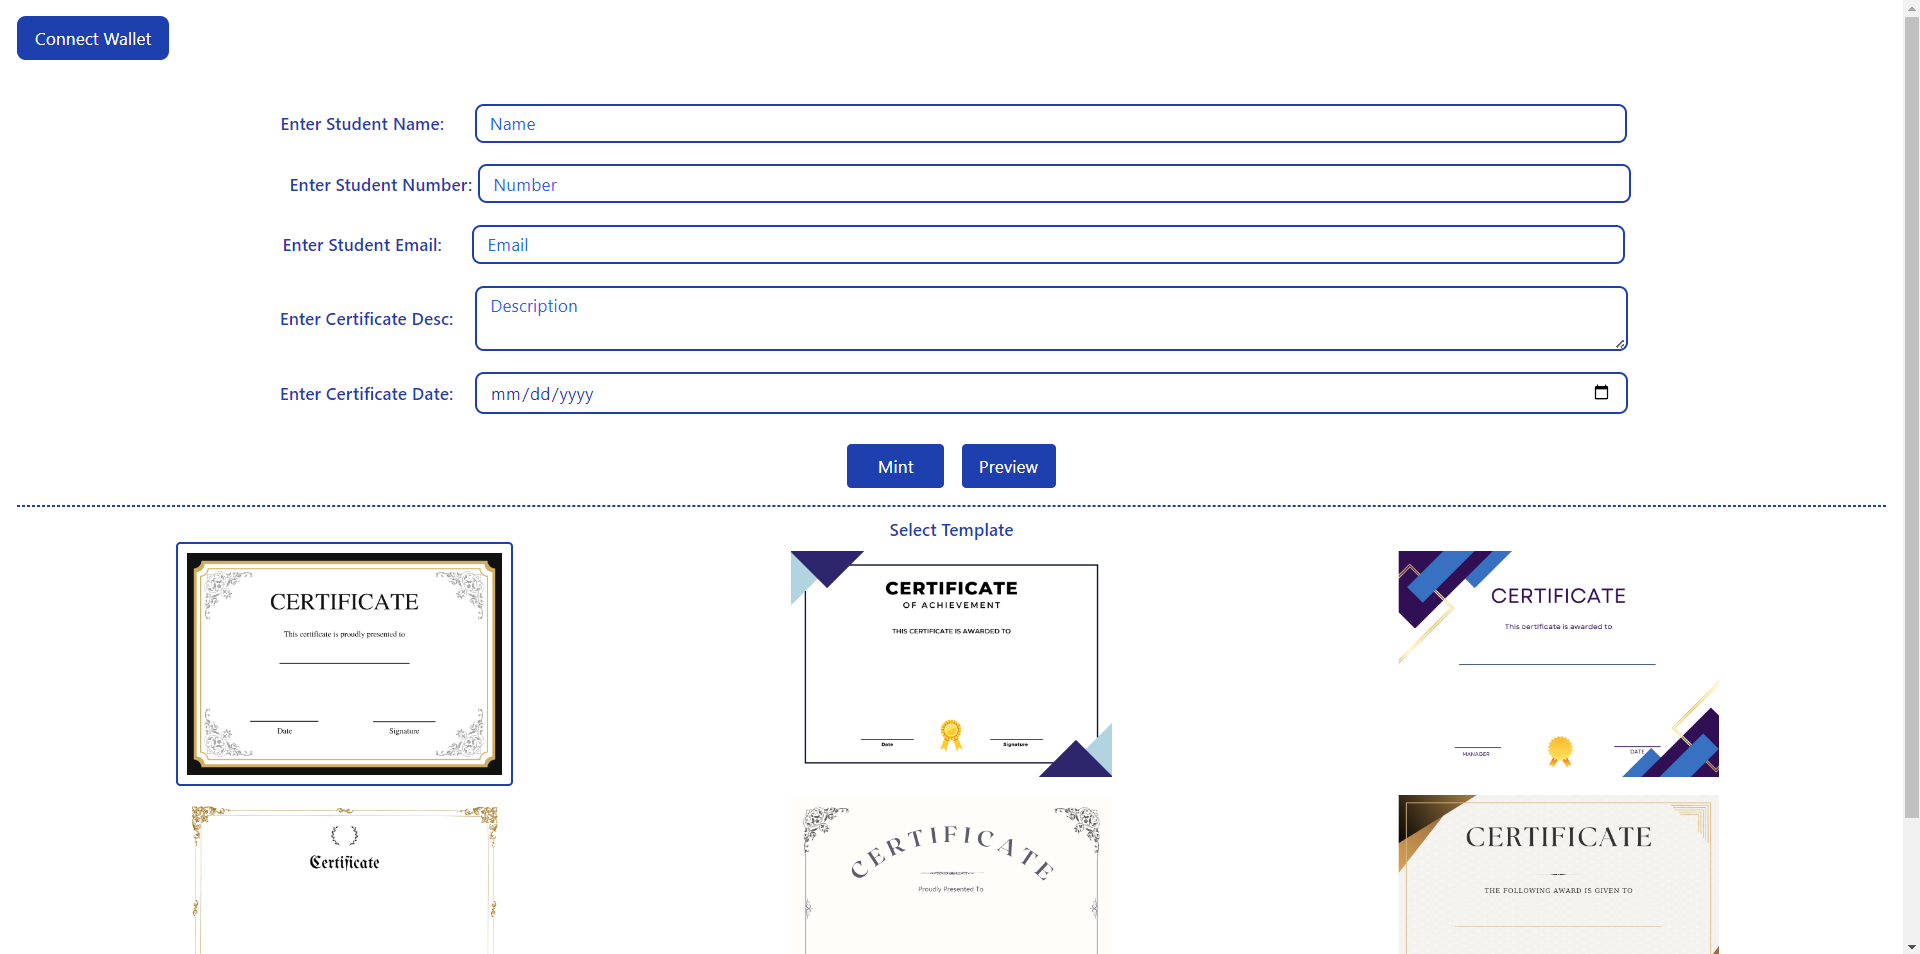 Connect Wallet
Enter Student Name: Name
Enter Student Number: Number
Enter Student Email: Email
Enter Certificate Desc: Description
Enter Certificate Date: mm/dd/yyyy
Mint Preview
Select Template
CERTIFICATE
This certificate is proudly presented to
Date Signature
CERTIFICATE
OF ACHIEVEMENT
THIS CERTIFICATE IS AWARDED TO
Date Signature
CERTIFICATE
This certificate is awarded to
MANAGER DATE
Certificate
CERTIFICATE
Proudly Presented To
CERTIFICATE
THE FOLLOWING AWARD IS GIVEN TO